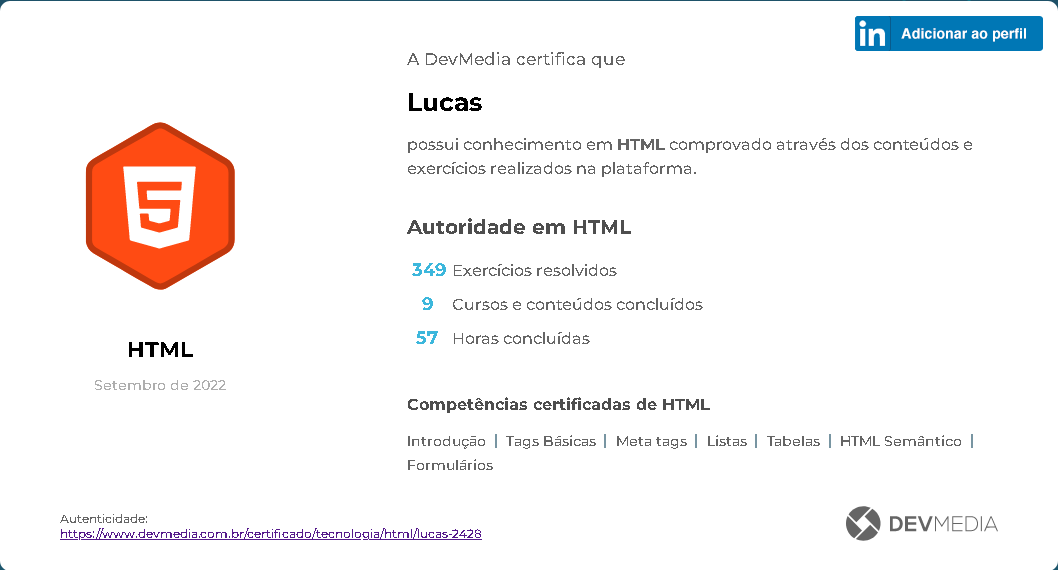 in Adicionar ao perfil
A DevMedia certifica que
Lucas
possui conhecimento em HTML comprovado através dos conteúdos e
exercícios realizados na plataforma.
Autoridade em HTML
349 Exercícios resolvidos
9 Cursos e conteúdos concluídos
57 Horas concluídas
5
HTML
Setembro de 2022
Competências certificadas de HTML
Introdução | Tags Básicas | Meta tags | Listas | Tabelas | HTML Semântico |
Formulários
Autenticidade:
https://www.devmedia.com.br/certificado/tecnologia/html/lucas-2428
DEVMEDIA